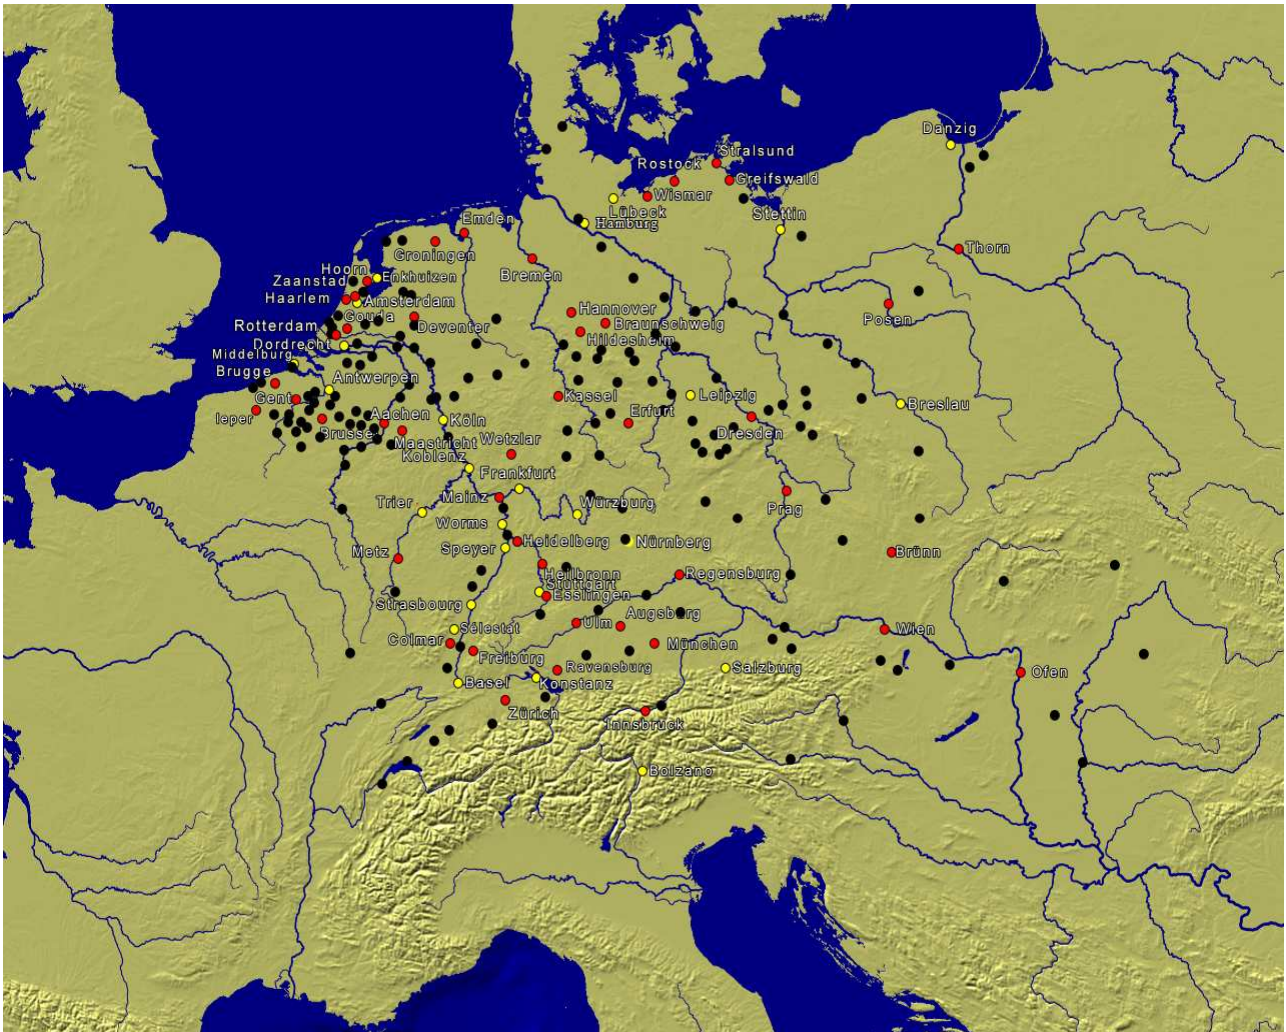 Danzig
Stralsund
Rostock
Greifswald
Wismar
Lübeck
Stettin
Emden
Hamburg
Groningen
Thorn
Bremen
Hoorn
Enkhuizen
Zaanstad
Haarlem
Amsterdam
Hannover
Posen
Gouda
Braunschweig
Rotterdam
Deventer
Hildesheim
Dordrecht
Middelburg
Brugge
Antwerpen
Gent
Kassel
Leipzig
Breslau
Ieper
Aachen
Köln
Erfurt
Dresden
Brusse
Maastricht
Wetzlar
Koblenz
Frankfurt
Mainz
Trier
Würzburg
Prag
Worms
Speyer
Heidelberg
Nürnberg
Metz
Brünn
Heilbronn
Regensburg
Stuttgart
Esslingen
Strasbourg
Augsburg
Ulm
Sélestat
Wien
Colmar
München
Freiburg
Ravensburg
Salzburg
Ofen
Basel
Konstanz
Zürich
Innsbruck
Bolzano